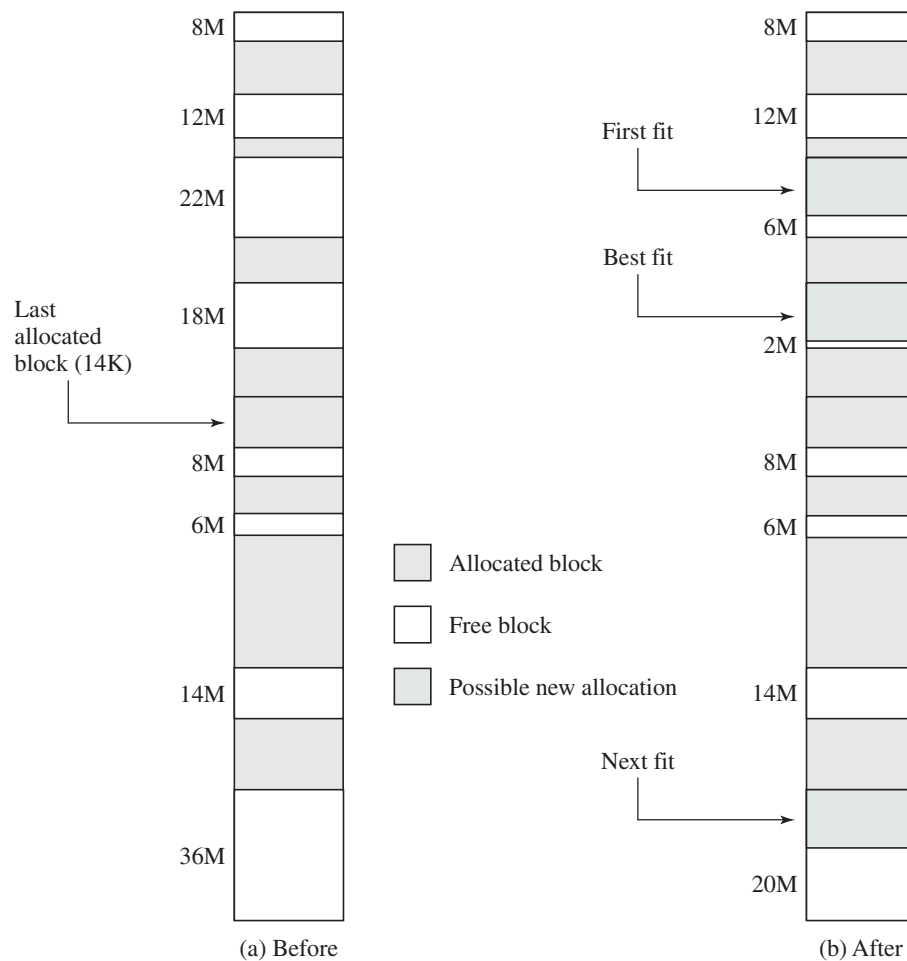 8M
12M
22M
18M
Last
allocated
block (14K)
8M
6M
14M
36M
(a) Before
Allocated block
Free block
Possible new allocation
8M
12M
First fit
6M
Best fit
2M
8M
6M
14M
Next fit
20M
(b) After